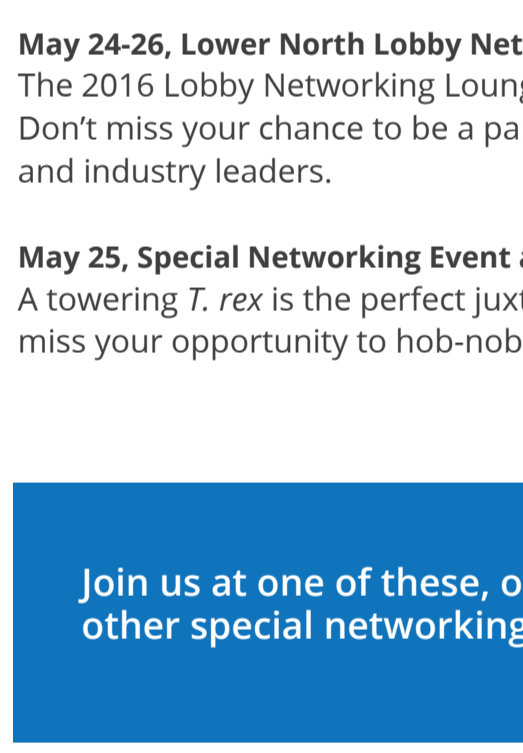 May 24-26, Lower North Lobby Net
The 2016 Lobby Networking Loung
Don't miss your chance to be a pa
and industry leaders.
May 25, Special Networking Event a
A towering T. rex is the perfect juxt
miss your opportunity to hob-nob
Join us at one of these, o
other special networking